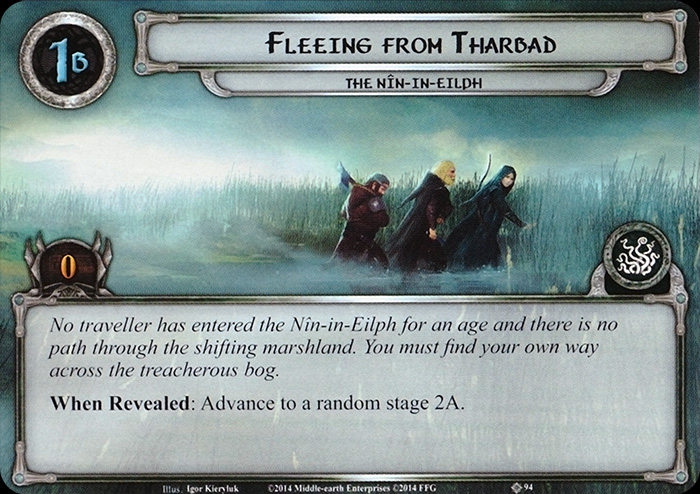 1B
FLEEING FROM THARBAD
THE NÎN-IN-EILPH
0
No traveller has entered the Nîn-in-Eilph for an age and there is no
path through the shifting marshland. You must find your own way
across the treacherous bog.
When Revealed: Advance to a random stage 2A.
Illus. Igor Kieryluk ©2014 Middle-earth Enterprises ©2014 FFG 94